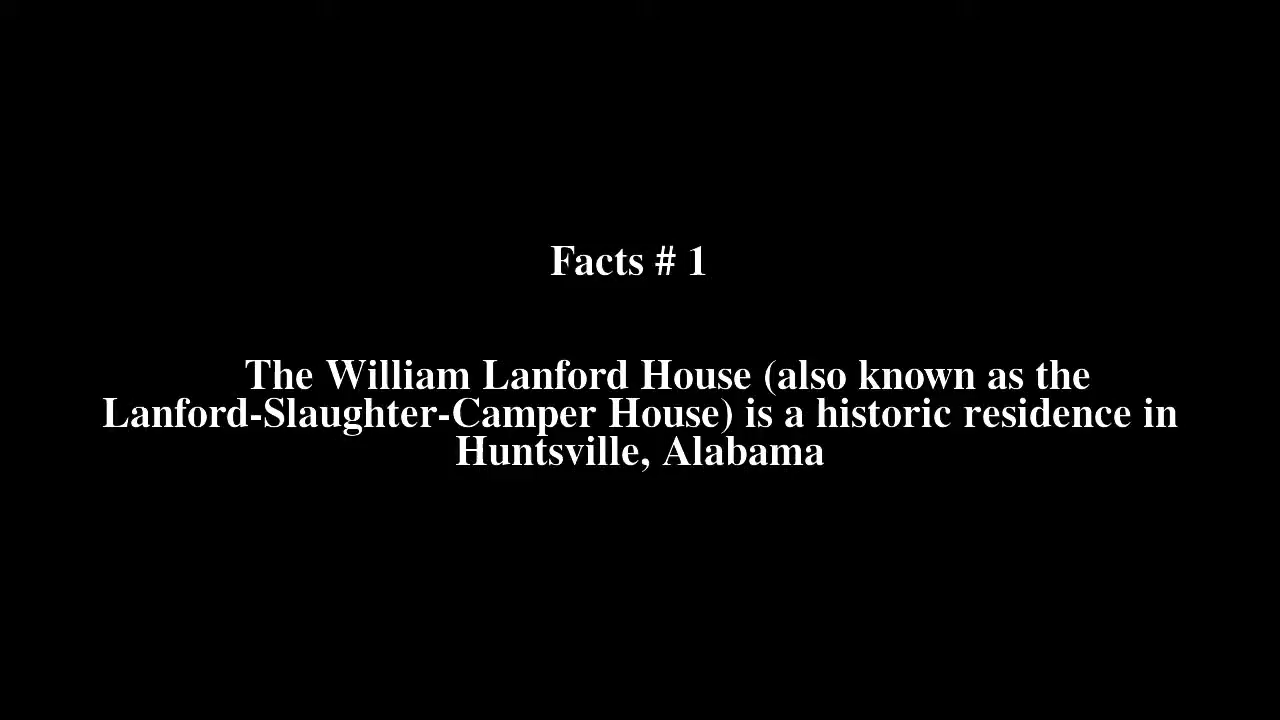 Facts # 1
The William Lanford House (also known as the
Lanford-Slaughter-Camper House) is a historic residence in
Huntsville, Alabama